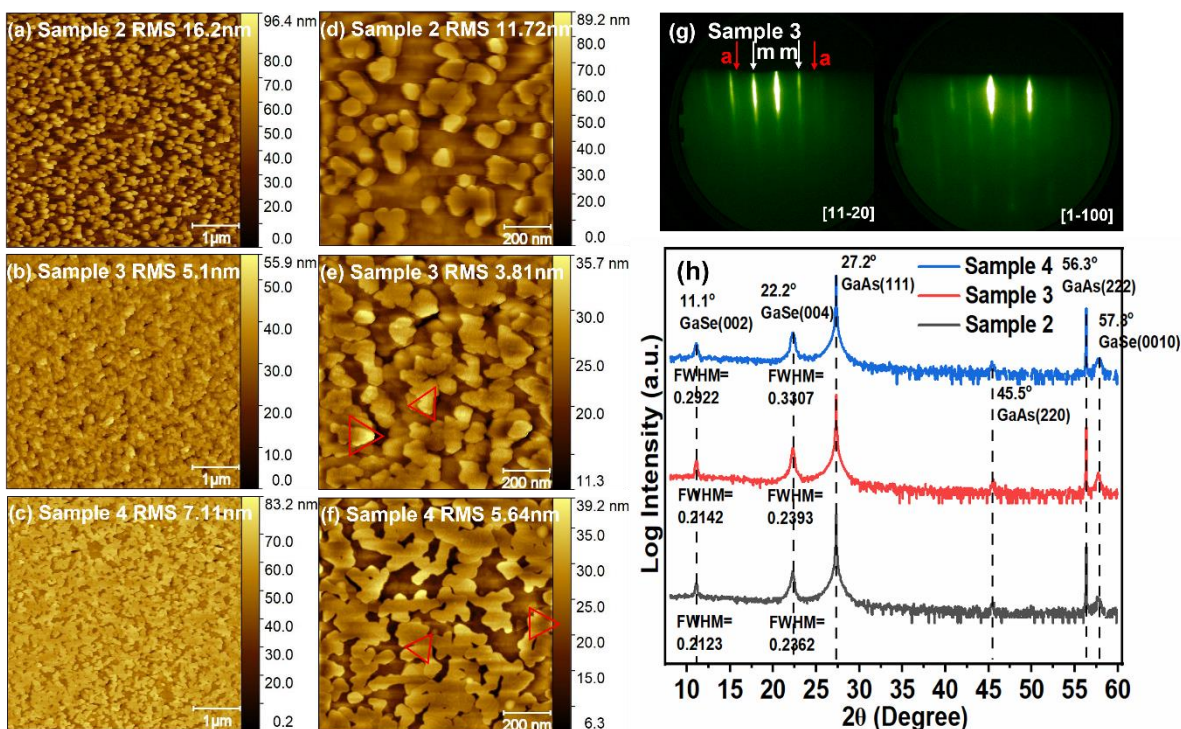 (a) Sample 2 RMS 16.2nm
96.4 nm
80.0
70.0
60.0
50.0
40.0
30.0
20.0
10.0
0.0
1μm
(d) Sample 2 RMS 11.72nm
89.2 nm
80.0
70.0
60.0
50.0
40.0
30.0
20.0
10.0
0.0
200 nm
(g) Sample 3
a m m a
[11-20]
[1-100]
(b) Sample 3 RMS 5.1nm
55.9 nm
45.0
40.0
35.0
30.0
25.0
20.0
15.0
10.0
0.0
1μm
(e) Sample 3 RMS 3.81nm
35.7 nm
30.0
25.0
20.0
11.3
200 nm
(c) Sample 4 RMS 7.11nm
83.2 nm
70.0
60.0
50.0
40.0
30.0
20.0
0.2
1μm
(f) Sample 4 RMS 5.64nm
39.2 nm
35.0
30.0
25.0
20.0
15.0
6.3
200 nm
(h)
Sample 4
Sample 3
Sample 2
11.1°
GaSe(002)
22.2°
GaSe(004)
27.2°
GaAs(111)
45.5°
GaAs(220)
56.3°
GaAs(222)
57.8°
GaSe(0010)
FWHM=
0.2922
FWHM=
0.3307
FWHM=
0.2142
FWHM=
0.2393
FWHM=
0.2123
FWHM=
0.2362
Log Intensity (a.u.)
10 15 20 25 30 35 40 45 50 55 60
2θ (Degree)